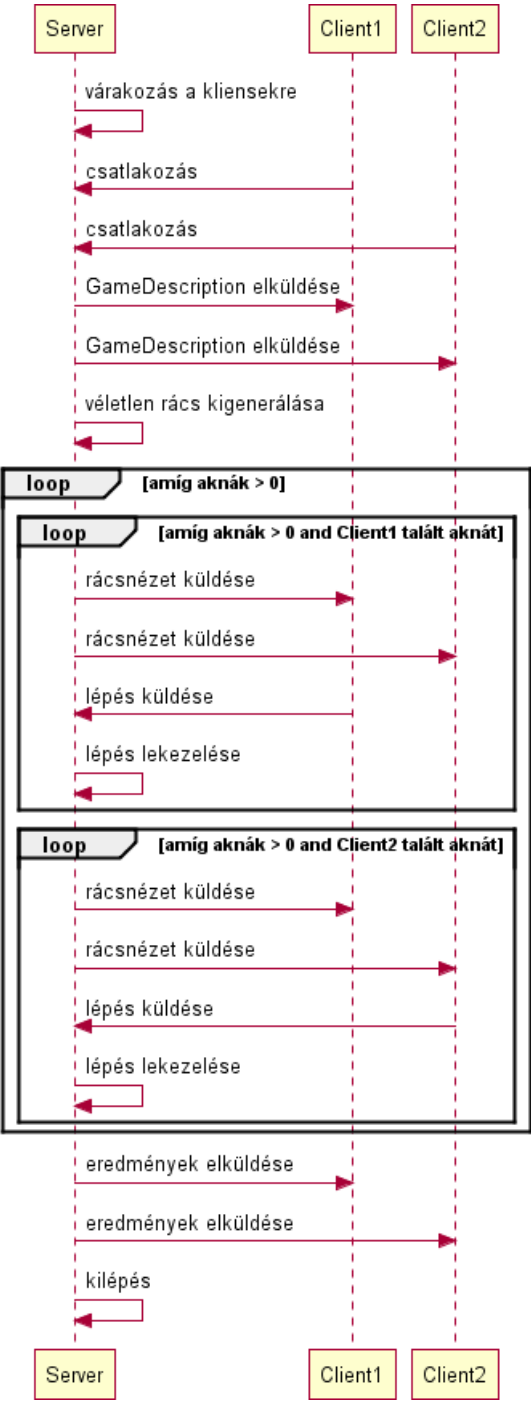 Server Client1 Client2
várakozás a kliensekre
csatlakozás
csatlakozás
GameDescription elküldése
GameDescription elküldése
véletlen rács kigenerálása
loop [amíg aknák > 0]
loop [amíg aknák > 0 and Client1 talált aknát]
rácsnézet küldése
rácsnézet küldése
lépés küldése
lépés lekezelése
loop [amíg aknák > 0 and Client2 talált aknát]
rácsnézet küldése
rácsnézet küldése
lépés küldése
lépés lekezelése
eredmények elküldése
eredmények elküldése
kilépés
Server Client1 Client2